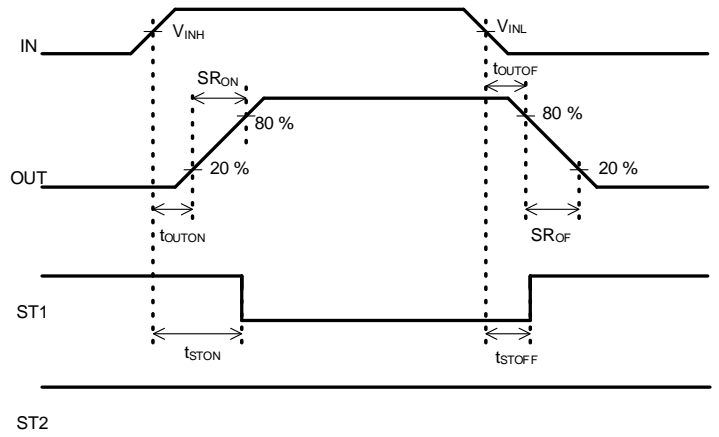 IN
V_INH
V_INL
t_OUTOF
SR_ON
80 %
80 %
20 %
20 %
OUT
t_OUTON
SR_OF
ST1
t_STON
t_STOFF
ST2